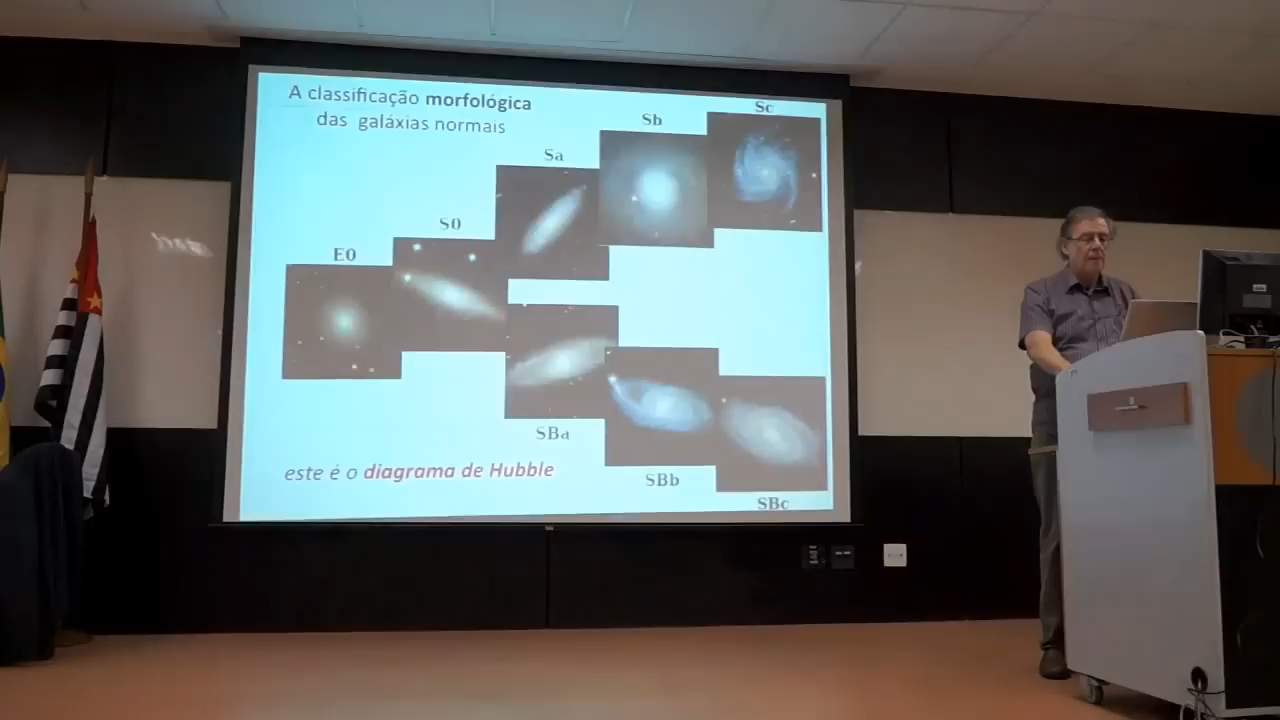 A classificação morfológica
das galáxias normais
Sc
Sb
Sa
S0
E0
SBa
SBb
SBc
este é o diagrama de Hubble